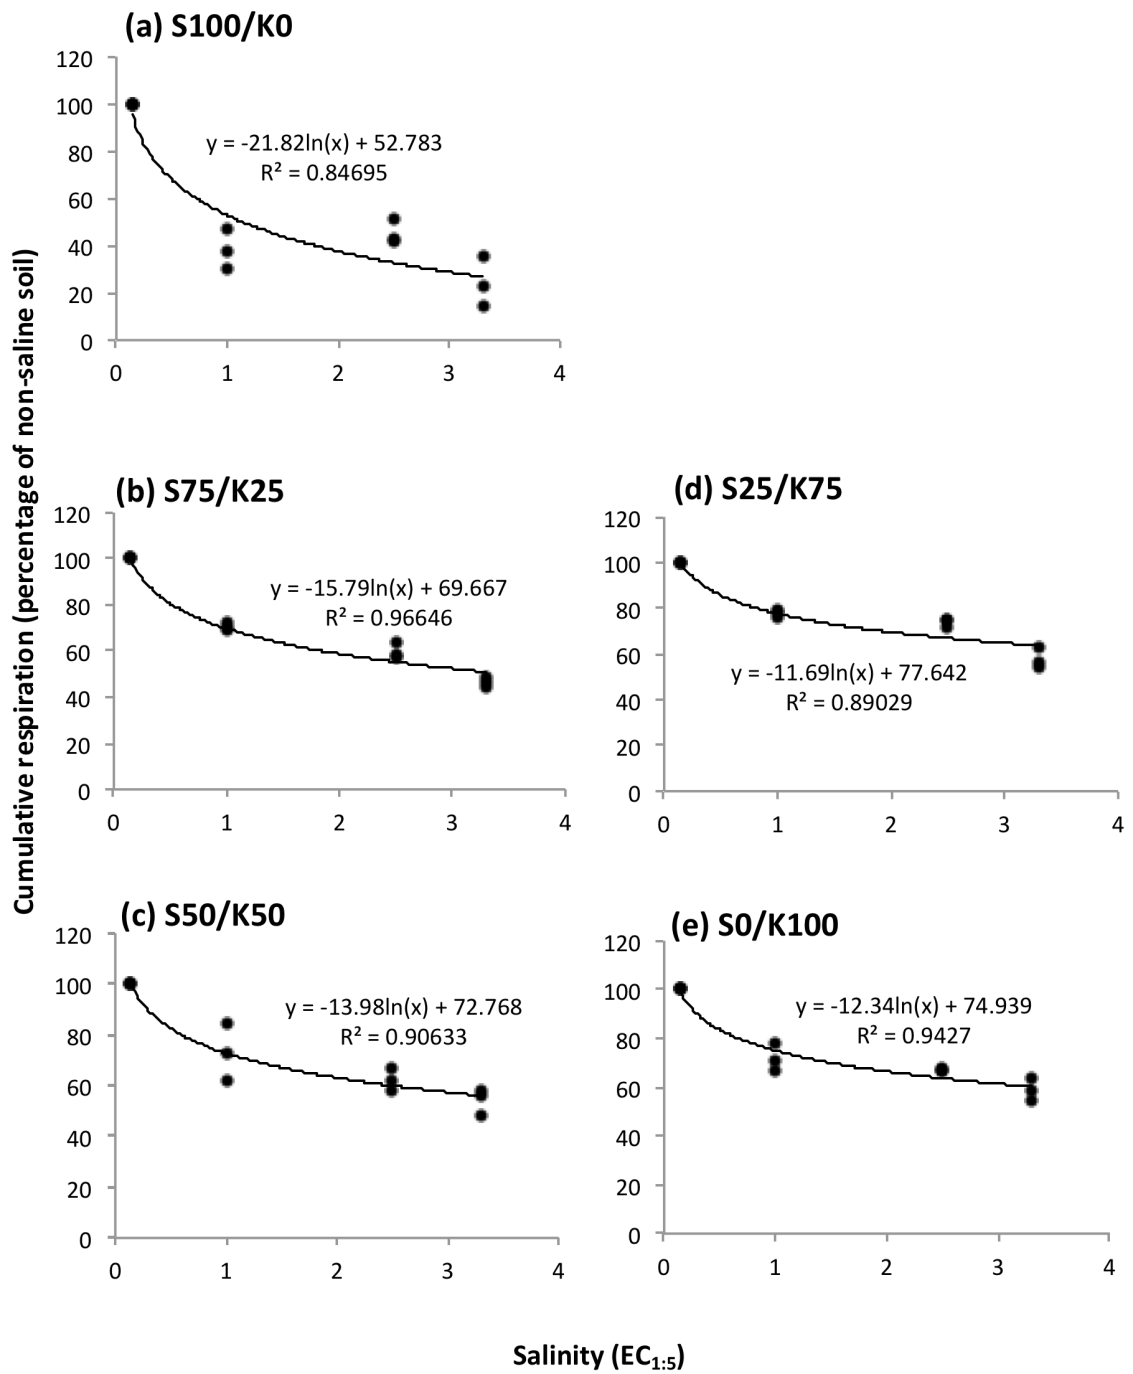 (a) S100/K0
120
100
80
60
40
20
0
y = -21.82ln(x) + 52.783
R² = 0.84695
0 1 2 3 4
Cumulative respiration (percentage of non-saline soil)
(b) S75/K25
120
100
80
60
40
20
0
y = -15.79ln(x) + 69.667
R² = 0.96646
0 1 2 3 4
(d) S25/K75
120
100
80
60
40
20
0
y = -11.69ln(x) + 77.642
R² = 0.89029
0 1 2 3 4
(c) S50/K50
120
100
80
60
40
20
0
y = -13.98ln(x) + 72.768
R² = 0.90633
0 1 2 3 4
(e) S0/K100
120
100
80
60
40
20
0
y = -12.34ln(x) + 74.939
R² = 0.9427
0 1 2 3 4
Salinity (EC1:5)